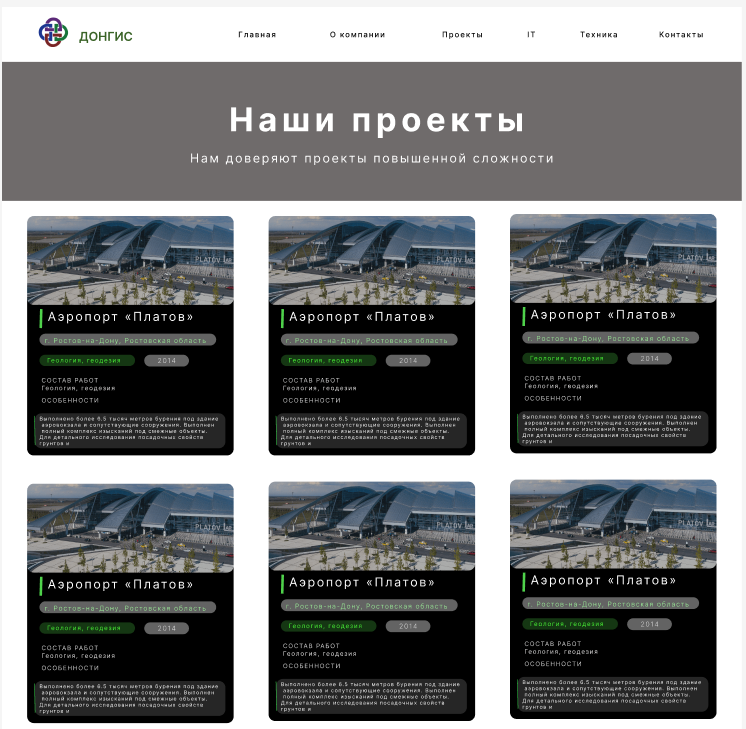 ДОНГИС
Главная
О компании
Проекты
IT
Техника
Контакты
Наши проекты
Нам доверяют проекты повышенной сложности
PLATOV
Аэропорт «Платов»
г. Ростов-на-Дону, Ростовская область
Геология, геодезия
2014
СОСТАВ РАБОТ
Геология, геодезия
ОСОБЕННОСТИ
Выполнено более 6.5 тысяч метров бурения под здание
аэровокзала и сопутствующие сооружения. Выполнен
полный комплекс изысканий под смежные объекты.
Для детального исследования посадочных свойств
грунтов и
PLATOV
Аэропорт «Платов»
г. Ростов-на-Дону, Ростовская область
Геология, геодезия
2014
СОСТАВ РАБОТ
Геология, геодезия
ОСОБЕННОСТИ
Выполнено более 6.5 тысяч метров бурения под здание
аэровокзала и сопутствующие сооружения. Выполнен
полный комплекс изысканий под смежные объекты.
Для детального исследования посадочных свойств
грунтов и
PLATOV
Аэропорт «Платов»
г. Ростов-на-Дону, Ростовская область
Геология, геодезия
2014
СОСТАВ РАБОТ
Геология, геодезия
ОСОБЕННОСТИ
Выполнено более 6.5 тысяч метров бурения под здание
аэровокзала и сопутствующие сооружения. Выполнен
полный комплекс изысканий под смежные объекты.
Для детального исследования посадочных свойств
грунтов и
PLATOV
Аэропорт «Платов»
г. Ростов-на-Дону, Ростовская область
Геология, геодезия
2014
СОСТАВ РАБОТ
Геология, геодезия
ОСОБЕННОСТИ
Выполнено более 6.5 тысяч метров бурения под здание
аэровокзала и сопутствующие сооружения. Выполнен
полный комплекс изысканий под смежные объекты.
Для детального исследования посадочных свойств
грунтов и
PLATOV
Аэропорт «Платов»
г. Ростов-на-Дону, Ростовская область
Геология, геодезия
2014
СОСТАВ РАБОТ
Геология, геодезия
ОСОБЕННОСТИ
Выполнено более 6.5 тысяч метров бурения под здание
аэровокзала и сопутствующие сооружения. Выполнен
полный комплекс изысканий под смежные объекты.
Для детального исследования посадочных свойств
грунтов и
PLATOV
Аэропорт «Платов»
г. Ростов-на-Дону, Ростовская область
Геология, геодезия
2014
СОСТАВ РАБОТ
Геология, геодезия
ОСОБЕННОСТИ
Выполнено более 6.5 тысяч метров бурения под здание
аэровокзала и сопутствующие сооружения. Выполнен
полный комплекс изысканий под смежные объекты.
Для детального исследования посадочных свойств
грунтов и